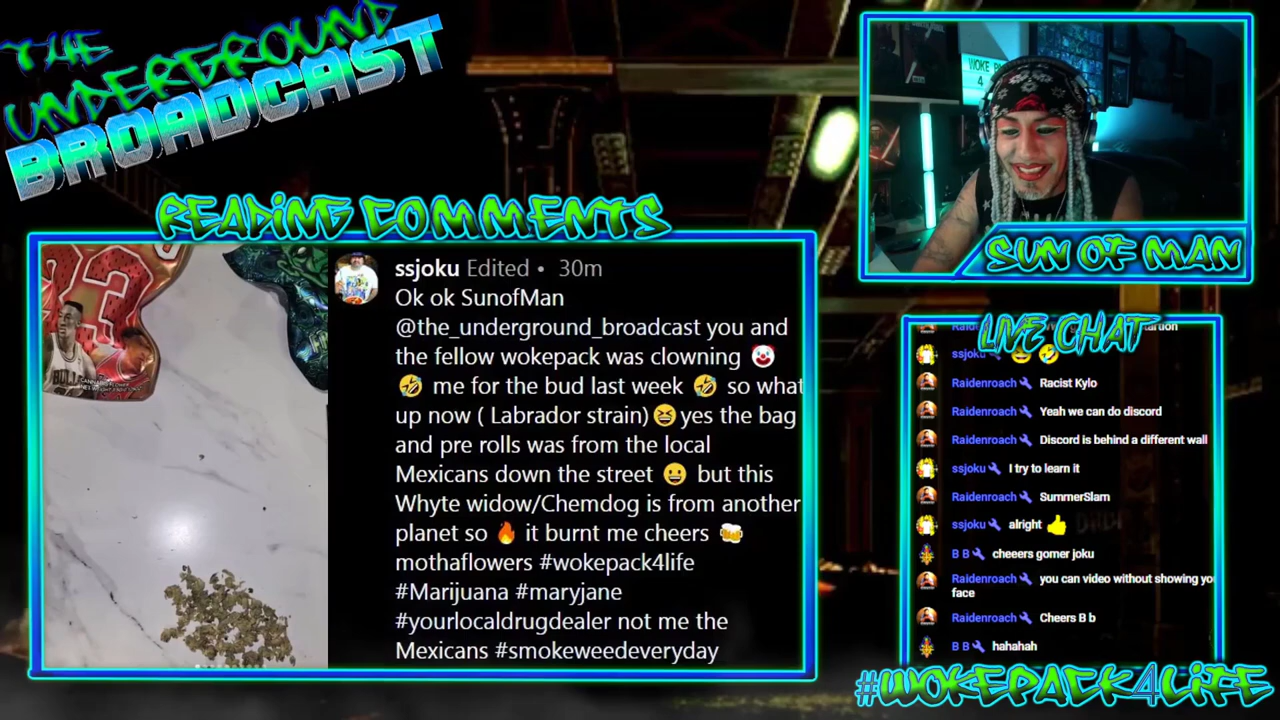 THE
UNDERGROUND
BROADCAST
READING COMMENTS
23
BULLS
ssjoku Edited • 30m
Ok ok SunofMan
@the_underground_broadcast you and
the fellow wokepack was clowning 🤡
🤣 me for the bud last week 🤣 so what
up now ( Labrador strain)😆yes the bag
and pre rolls was from the local
Mexicans down the street 😀 but this
Whyte widow/Chemdog is from another
planet so 🔥 it burnt me cheers 🍻
mothaflowers #wokepack4life
#Marijuana #maryjane
#yourlocaldrugdealer not me the
Mexicans #smokeweedeveryday
WOKE
4
SUN OF MAN
LIVE CHAT
ssjoku 😄 🤣
Raidenroach Racist Kylo
Raidenroach Yeah we can do discord
Raidenroach Discord is behind a different wall
ssjoku I try to learn it
Raidenroach SummerSlam
ssjoku alright 👍
B B cheeers gomer joku
Raidenroach you can video without showing yo
face
Raidenroach Cheers B b
B B hahahah
#WOKEPACK4LIFE